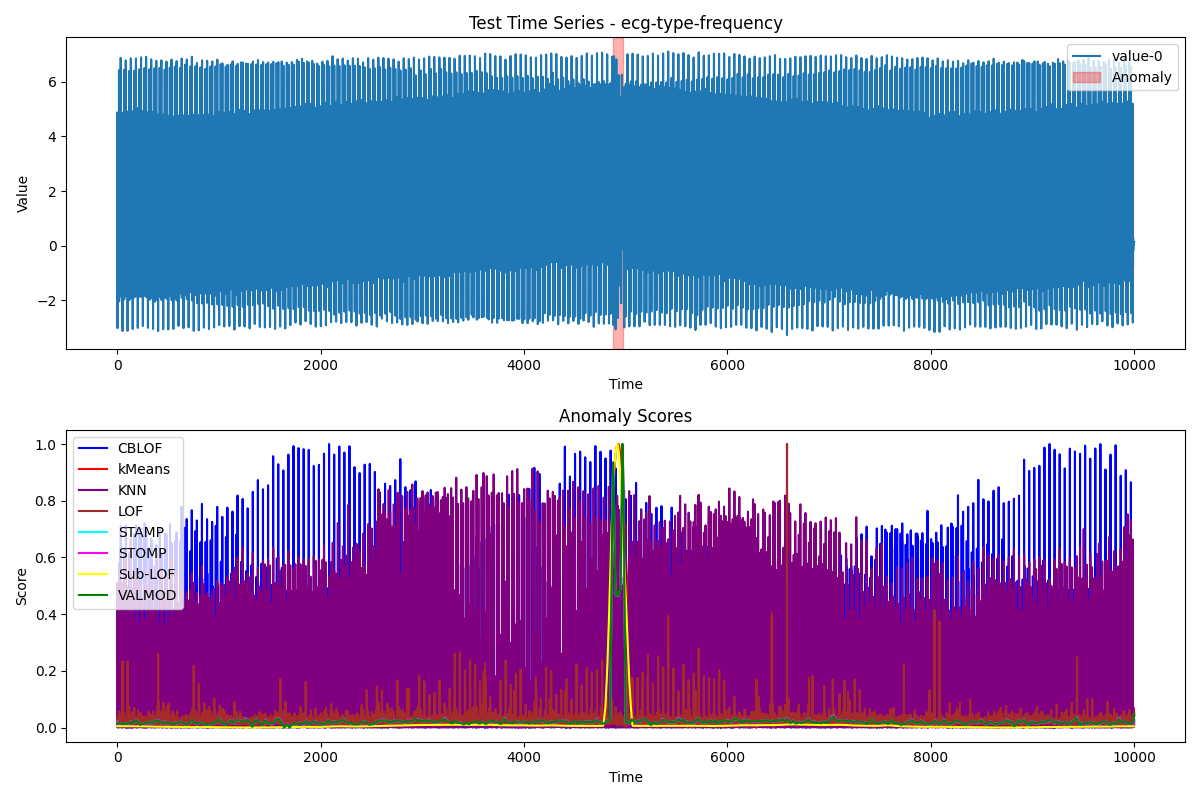 Test Time Series - ecg-type-frequency
value-0
Anomaly
Value
6
4
2
0
−2
0 2000 4000 6000 8000 10000
Time
Anomaly Scores
CBLOF
kMeans
KNN
LOF
STAMP
STOMP
Sub-LOF
VALMOD
Score
1.0
0.8
0.6
0.4
0.2
0.0
0 2000 4000 6000 8000 10000
Time